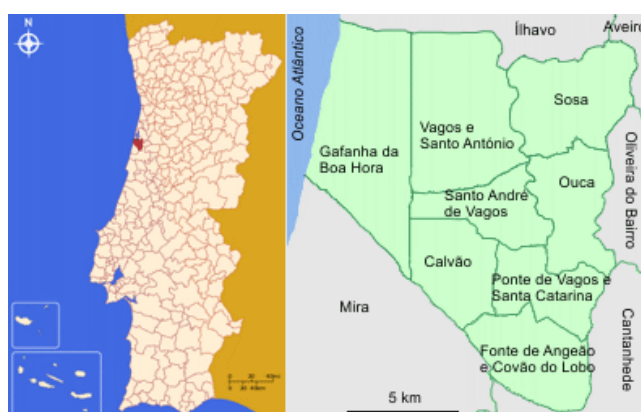 N
Oceano Atlântico
Ílhavo
Aveiro
Sosa
Vagos e
Santo António
Gafanha da
Boa Hora
Oliveira do Bairro
Ouca
Santo André
de Vagos
Calvão
Ponte de Vagos e
Santa Catarina
Mira
Cantanhede
Fonte de Angeão
e Covão do Lobo
5 km